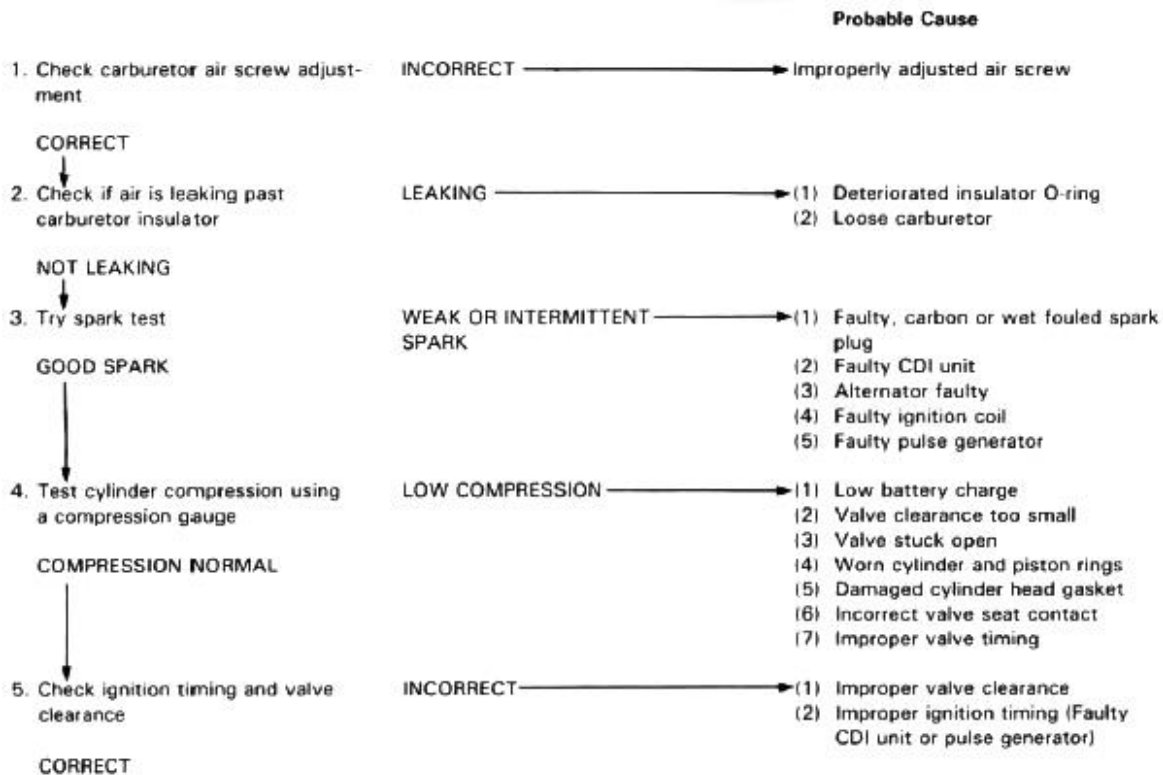 Probable Cause
1. Check carburetor air screw adjust-
ment
INCORRECT
Improperly adjusted air screw
CORRECT
2. Check if air is leaking past
carburetor insulator
LEAKING
(1) Deteriorated insulator O-ring
(2) Loose carburetor
NOT LEAKING
3. Try spark test
WEAK OR INTERMITTENT
SPARK
(1) Faulty, carbon or wet fouled spark
plug
(2) Faulty CDI unit
(3) Alternator faulty
(4) Faulty ignition coil
(5) Faulty pulse generator
GOOD SPARK
4. Test cylinder compression using
a compression gauge
LOW COMPRESSION
(1) Low battery charge
(2) Valve clearance too small
(3) Valve stuck open
(4) Worn cylinder and piston rings
(5) Damaged cylinder head gasket
(6) Incorrect valve seat contact
(7) Improper valve timing
COMPRESSION NORMAL
5. Check ignition timing and valve
clearance
INCORRECT
(1) Improper valve clearance
(2) Improper ignition timing (Faulty
CDI unit or pulse generator)
CORRECT